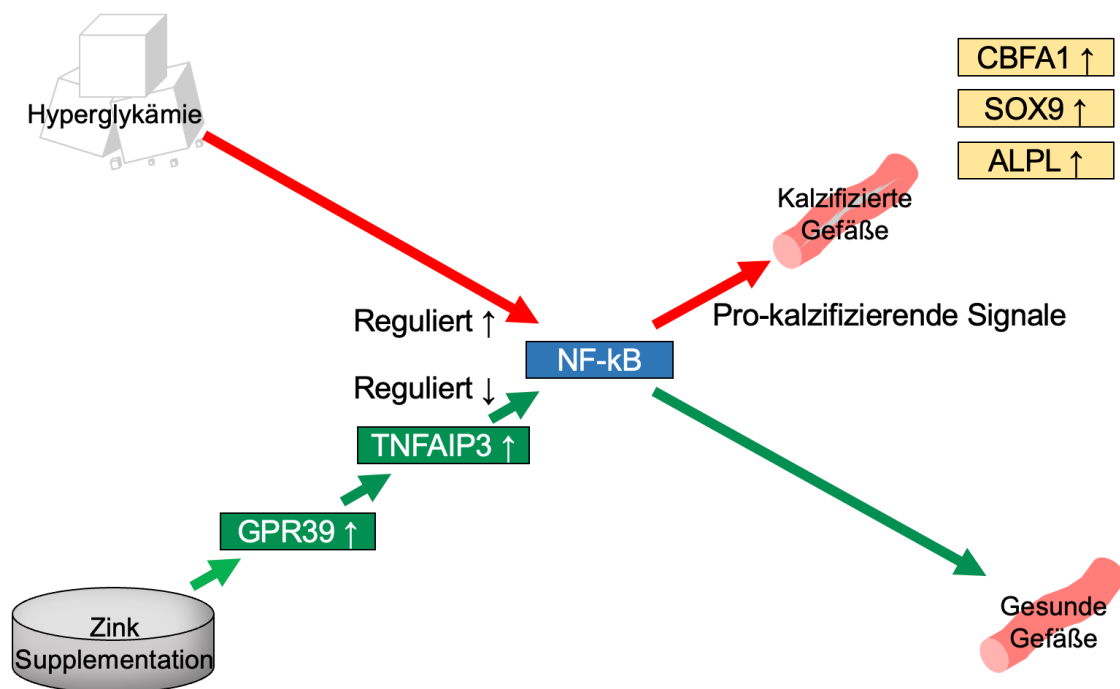 Hyperglykämie
CBFA1 ↑
SOX9 ↑
ALPL ↑
Kalzifizierte
Gefäße
Reguliert ↑
Pro-kalzifizierende Signale
NF-kB
Reguliert ↓
TNFAIP3 ↑
GPR39 ↑
Zink
Supplementation
Gesunde
Gefäße